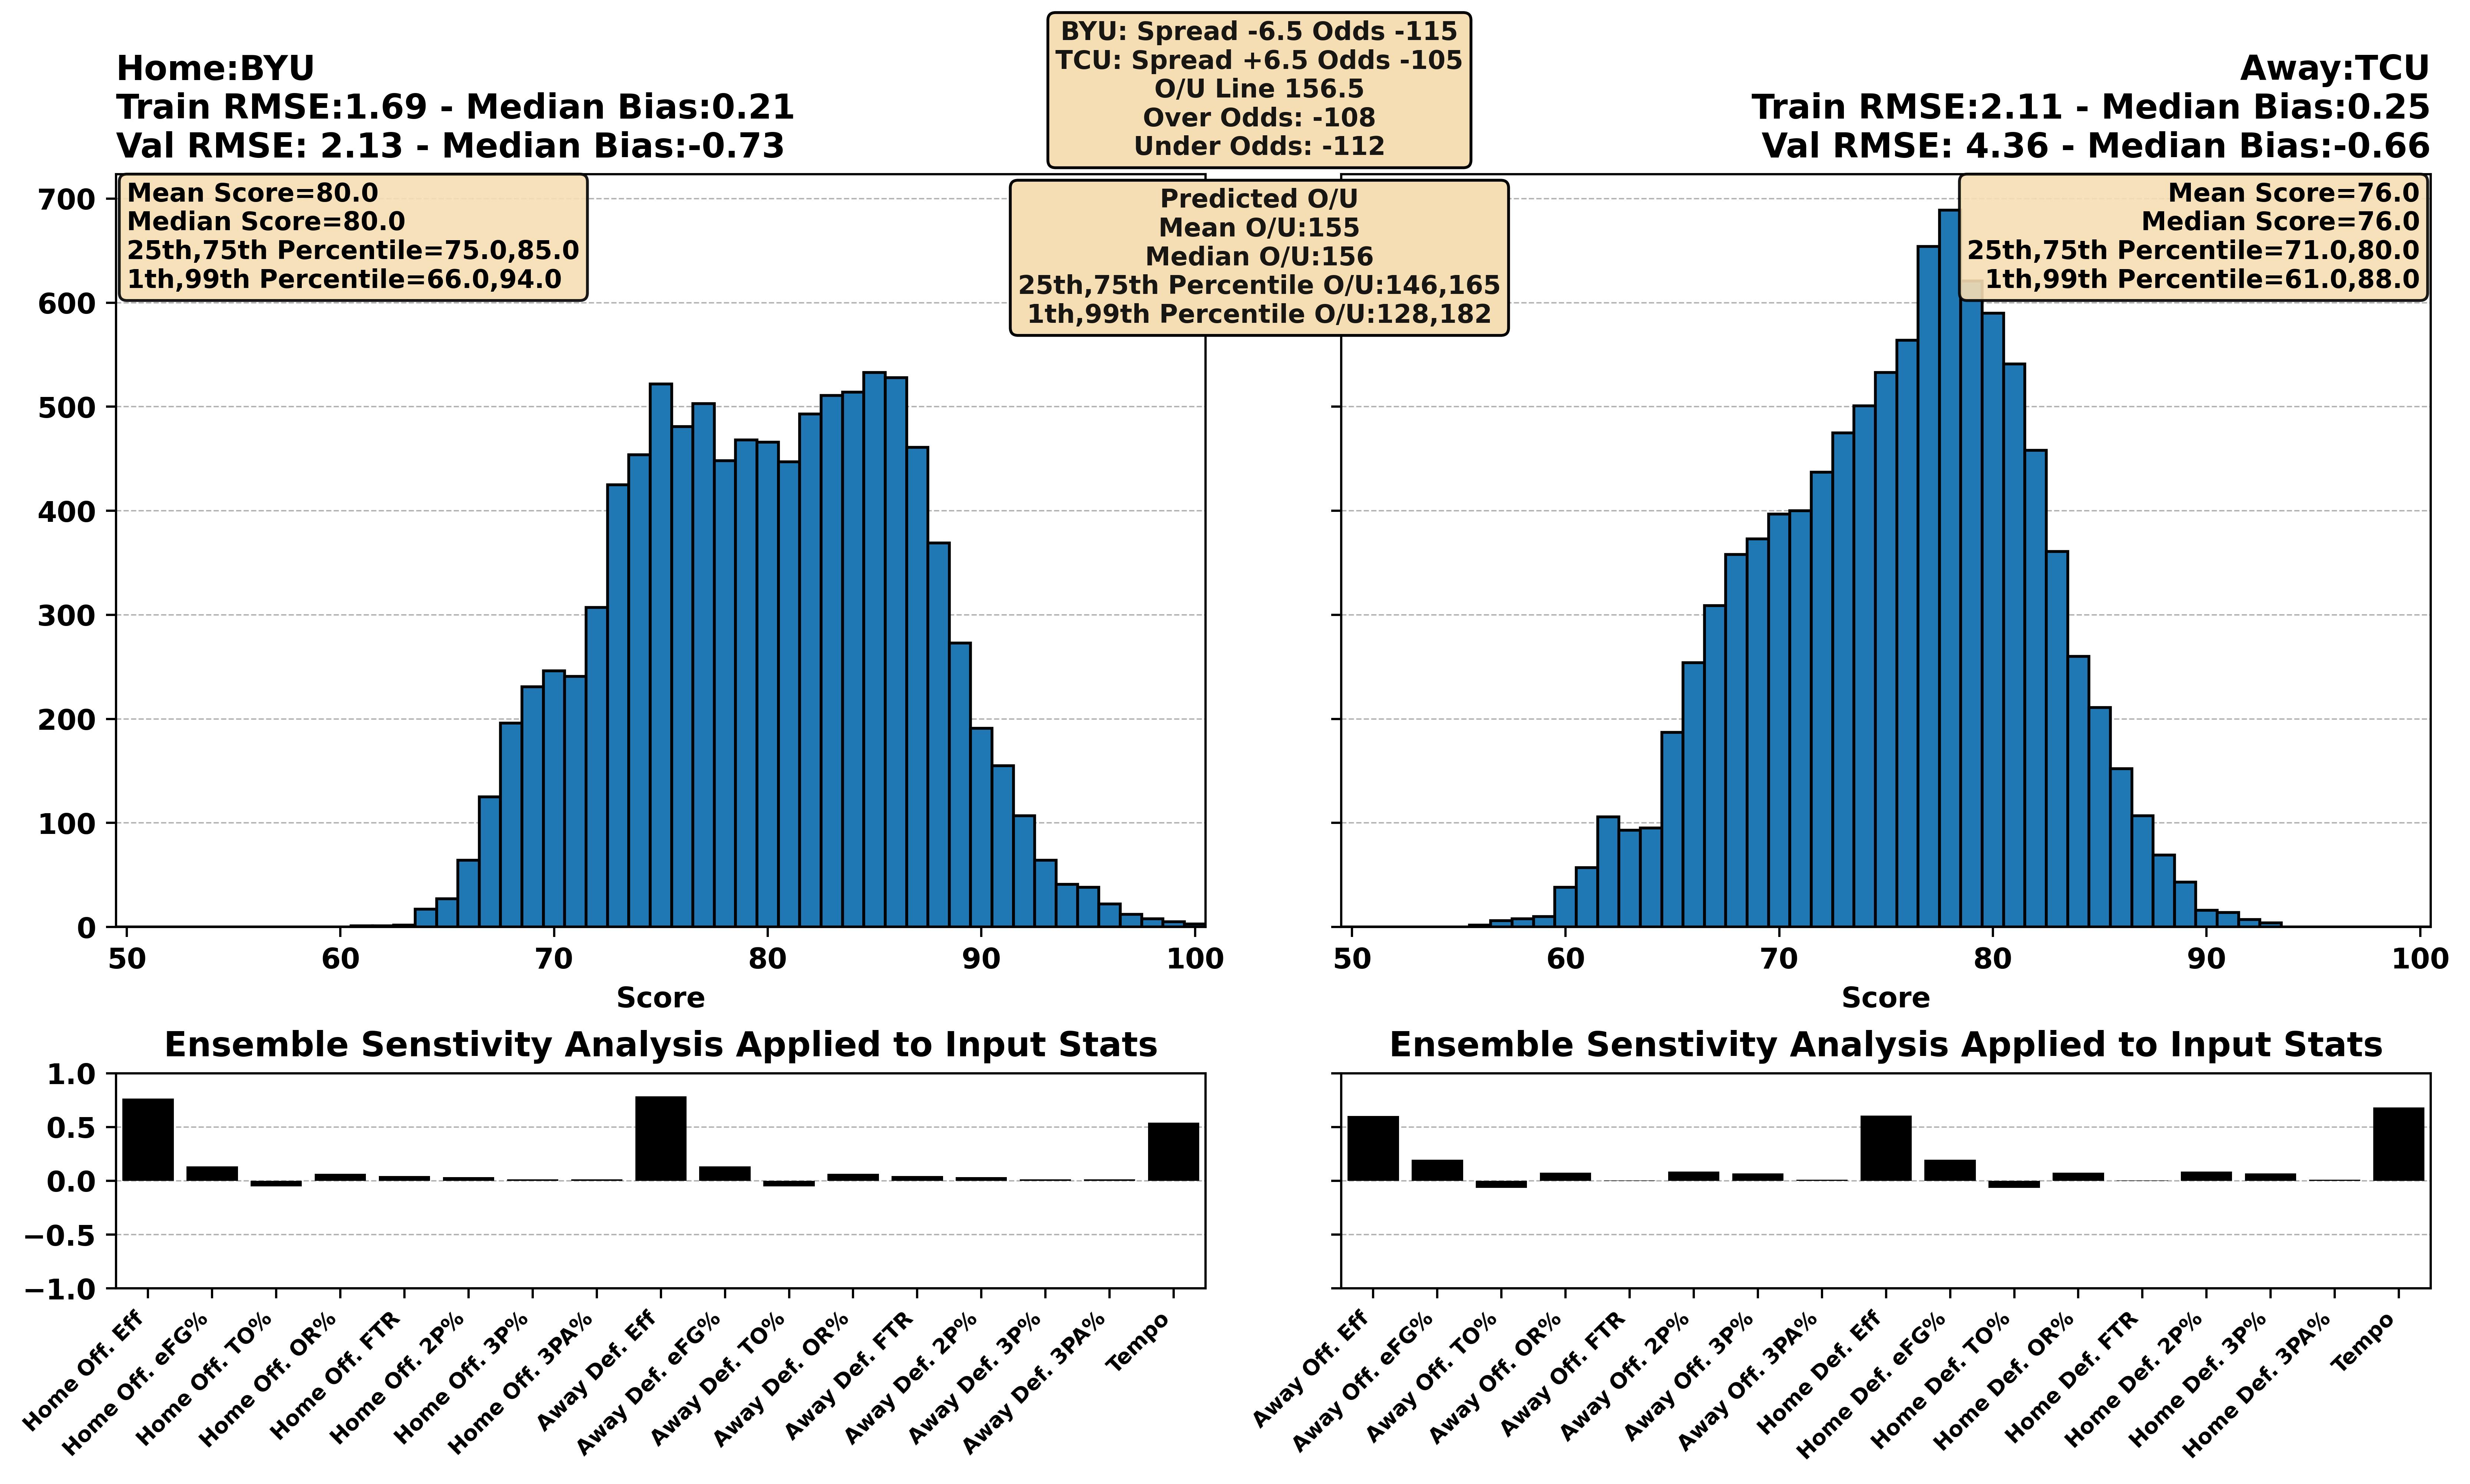 BYU: Spread -6.5 Odds -115
TCU: Spread +6.5 Odds -105
O/U Line 156.5
Over Odds: -108
Under Odds: -112
Home:BYU
Train RMSE:1.69 - Median Bias:0.21
Val RMSE: 2.13 - Median Bias:-0.73
Away:TCU
Train RMSE:2.11 - Median Bias:0.25
Val RMSE: 4.36 - Median Bias:-0.66
Mean Score=80.0
Median Score=80.0
25th,75th Percentile=75.0,85.0
1th,99th Percentile=66.0,94.0
Predicted O/U
Mean O/U:155
Median O/U:156
25th,75th Percentile O/U:146,165
1th,99th Percentile O/U:128,182
Mean Score=76.0
Median Score=76.0
25th,75th Percentile=71.0,80.0
1th,99th Percentile=61.0,88.0
700
600
500
400
300
200
100
0
50 60 70 80 90 100
Score
50 60 70 80 90 100
Score
Ensemble Senstivity Analysis Applied to Input Stats
1.0
0.5
0.0
−0.5
−1.0
Home Off. Eff
Home Off. eFG%
Home Off. TO%
Home Off. OR%
Home Off. FTR
Home Off. 2P%
Home Off. 3P%
Home Off. 3PA%
Away Def. Eff
Away Def. eFG%
Away Def. TO%
Away Def. OR%
Away Def. FTR
Away Def. 2P%
Away Def. 3P%
Away Def. 3PA%
Tempo
Ensemble Senstivity Analysis Applied to Input Stats
Away Off. Eff
Away Off. eFG%
Away Off. TO%
Away Off. OR%
Away Off. FTR
Away Off. 2P%
Away Off. 3P%
Away Off. 3PA%
Home Def. Eff
Home Def. eFG%
Home Def. TO%
Home Def. OR%
Home Def. FTR
Home Def. 2P%
Home Def. 3P%
Home Def. 3PA%
Tempo